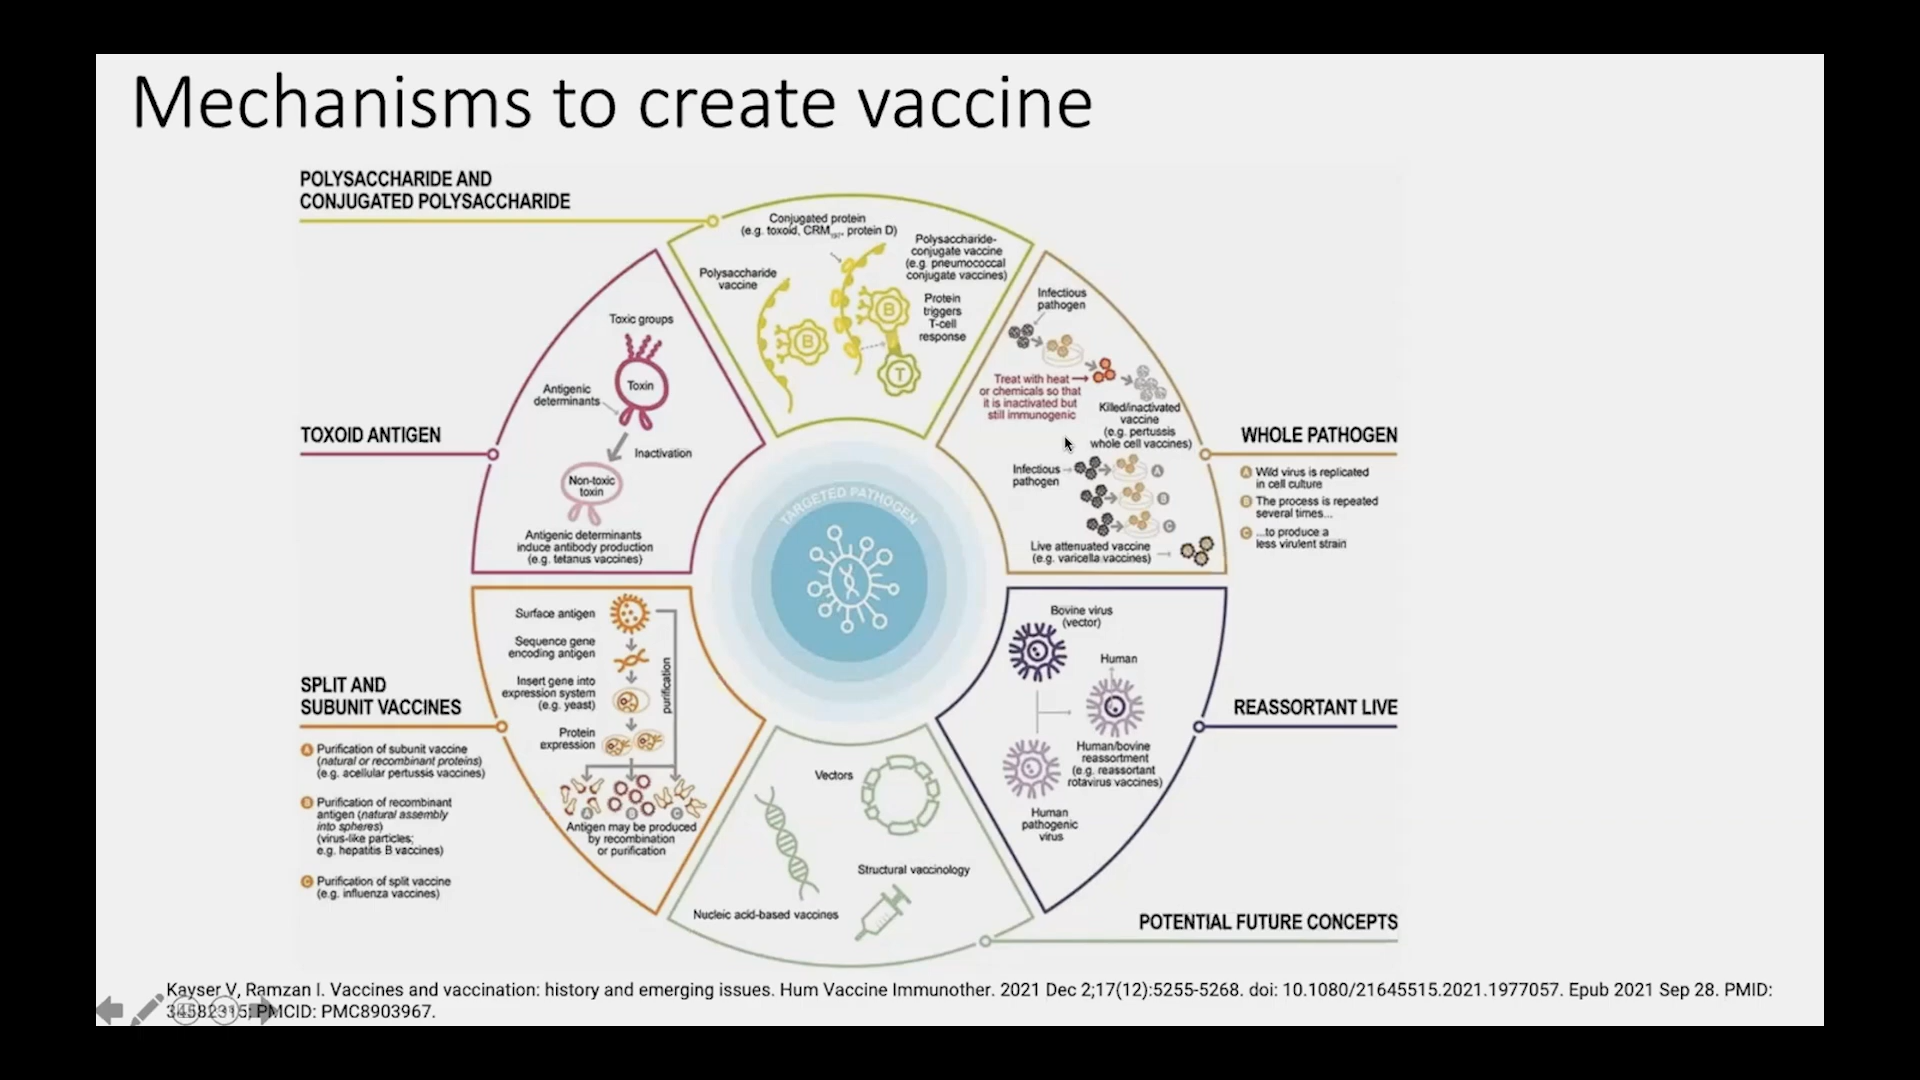 Mechanisms to create vaccine
POLYSACCHARIDE AND
CONJUGATED POLYSACCHARIDE
Conjugated protein
(e.g. toxoid, CRM197, protein D)
Polysaccharide
vaccine
Polysaccharide-
conjugate vaccine
(e.g. pneumococcal
conjugate vaccines)
Protein
triggers
T-cell
response
B
B
T
TOXOID ANTIGEN
Toxic groups
Toxin
Antigenic
determinants
Inactivation
Non-toxic
toxin
Antigenic determinants
induce antibody production
(e.g. tetanus vaccines)
Infectious
pathogen
Treat with heat
or chemicals so that
it is inactivated but
still immunogenic
Killed/inactivated
vaccine
(e.g. pertussis
whole cell vaccines)
Infectious
pathogen
A
B
C
Live attenuated vaccine
(e.g. varicella vaccines)
WHOLE PATHOGEN
A Wild virus is replicated
in cell culture
B The process is repeated
several times...
C ...to produce a
less virulent strain
TARGETED PATHOGEN
SPLIT AND
SUBUNIT VACCINES
A Purification of subunit vaccine
(natural or recombinant proteins)
(e.g. acellular pertussis vaccines)
B Purification of recombinant
antigen (natural assembly
into spheres)
(virus-like particles;
e.g. hepatitis B vaccines)
C Purification of split vaccine
(e.g. influenza vaccines)
Surface antigen
Sequence gene
encoding antigen
Insert gene into
expression system
(e.g. yeast)
Protein
expression
purification
A
B
C
Antigen may be produced
by recombination
or purification
Bovine virus
(vector)
Human
Human/bovine
reassortment
(e.g. reassortant
rotavirus vaccines)
Human
pathogenic
virus
REASSORTANT LIVE
Vectors
Structural vaccinology
Nucleic acid-based vaccines
POTENTIAL FUTURE CONCEPTS
Kayser V, Ramzan I. Vaccines and vaccination: history and emerging issues. Hum Vaccine Immunother. 2021 Dec 2;17(12):5255-5268. doi: 10.1080/21645515.2021.1977057. Epub 2021 Sep 28. PMID:
34582315; PMCID: PMC8903967.